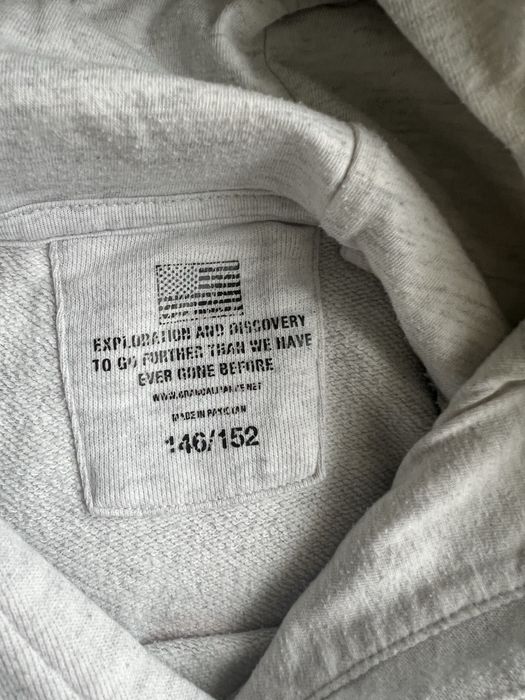 EXPLORATION AND DISCOVERY
TO GO FURTHER THAN WE HAVE
EVER GONE BEFORE
MADE IN PAKISTAN
146/152